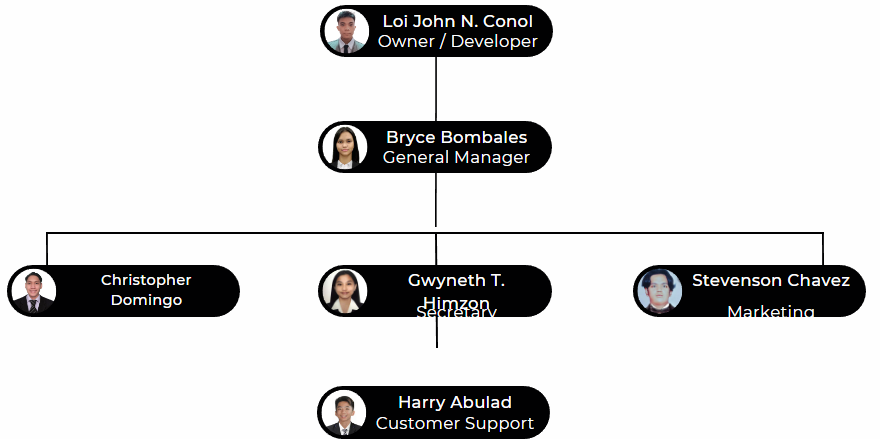 Loi John N. Conol
Owner / Developer
Bryce Bombales
General Manager
Christopher
Domingo
Gwyneth T.
Himzon
Secretary
Stevenson Chavez
Marketing
Harry Abulad
Customer Support